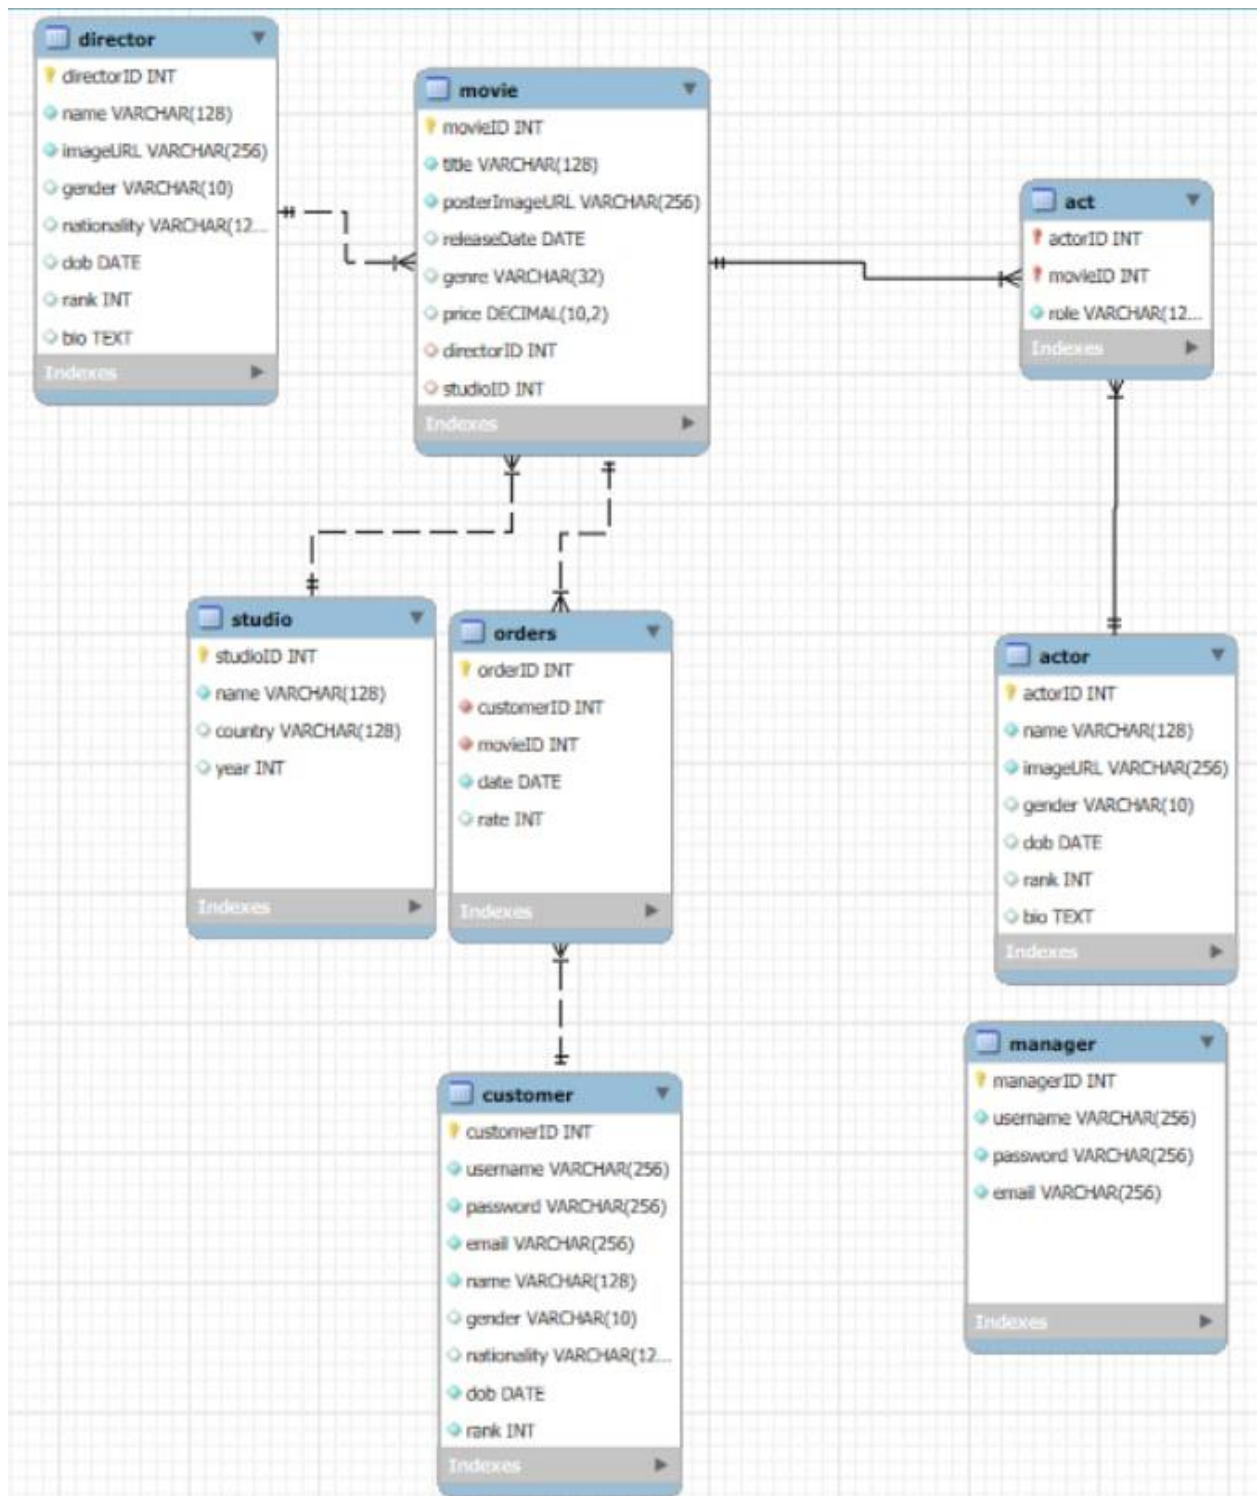 director
directorID INT
name VARCHAR(128)
imageURL VARCHAR(256)
gender VARCHAR(10)
nationality VARCHAR(12...
dob DATE
rank INT
bio TEXT
Indexes
movie
movieID INT
title VARCHAR(128)
posterImageURL VARCHAR(256)
releaseDate DATE
genre VARCHAR(32)
price DECIMAL(10,2)
directorID INT
studioID INT
Indexes
act
actorID INT
movieID INT
role VARCHAR(12...
Indexes
studio
studioID INT
name VARCHAR(128)
country VARCHAR(128)
year INT
Indexes
orders
orderID INT
customerID INT
movieID INT
date DATE
rate INT
Indexes
actor
actorID INT
name VARCHAR(128)
imageURL VARCHAR(256)
gender VARCHAR(10)
dob DATE
rank INT
bio TEXT
Indexes
customer
customerID INT
username VARCHAR(256)
password VARCHAR(256)
email VARCHAR(256)
name VARCHAR(128)
gender VARCHAR(10)
nationality VARCHAR(12...
dob DATE
rank INT
Indexes
manager
managerID INT
username VARCHAR(256)
password VARCHAR(256)
email VARCHAR(256)
Indexes